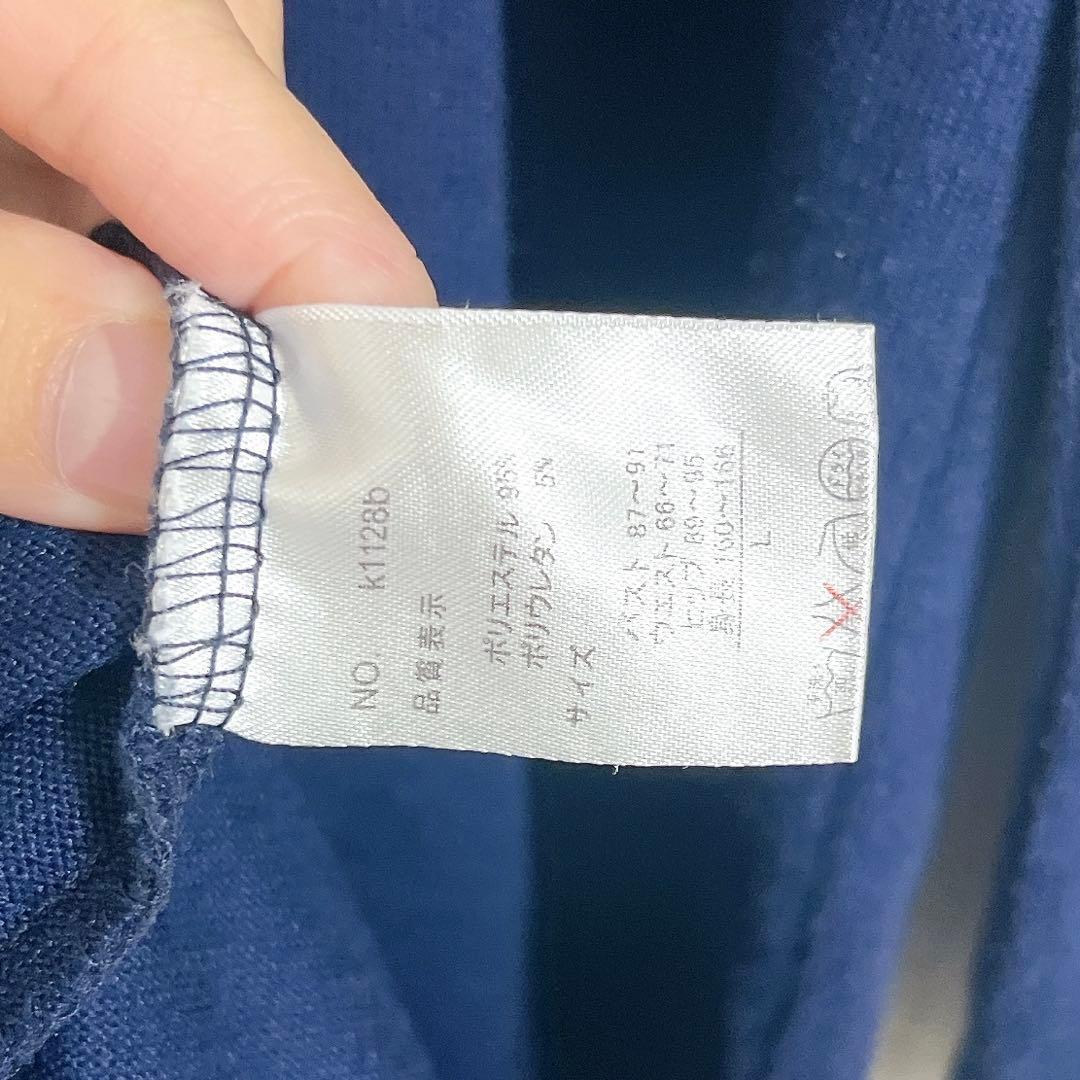 NO. k1128b
品質表示
ポリエステル 95%
ポリウレタン 5%
サイズ
バスト 87〜91
ウエスト 66〜71
ヒップ 89〜95
身長 160〜166
L